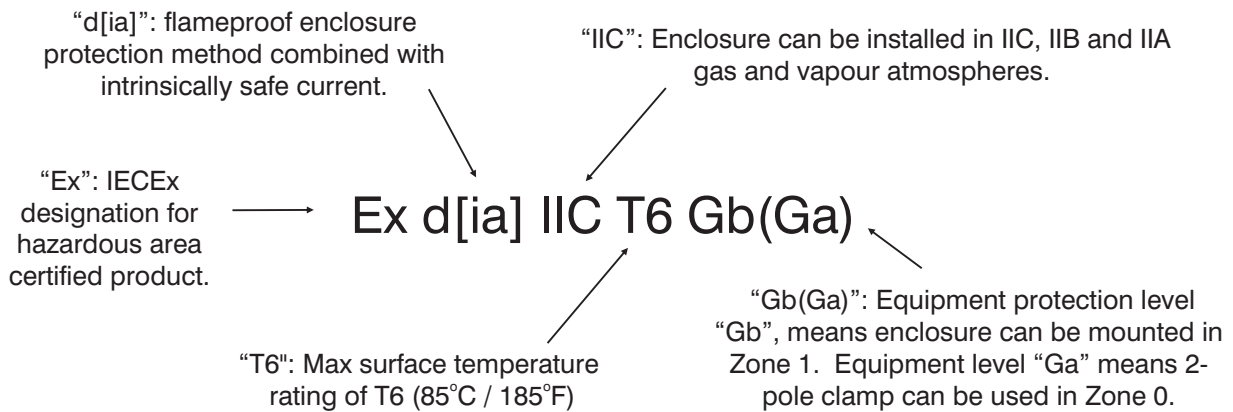 “d[ia]”: flameproof enclosure
protection method combined with
intrinsically safe current.
“IIC”: Enclosure can be installed in IIC, IIB and IIA
gas and vapour atmospheres.
“Ex”: IECEx
designation for
hazardous area
certified product.
Ex d[ia] IIC T6 Gb(Ga)
“T6": Max surface temperature
rating of T6 (85°C / 185°F)
“Gb(Ga)”: Equipment protection level
“Gb”, means enclosure can be mounted in
Zone 1.  Equipment level “Ga” means 2-
pole clamp can be used in Zone 0.